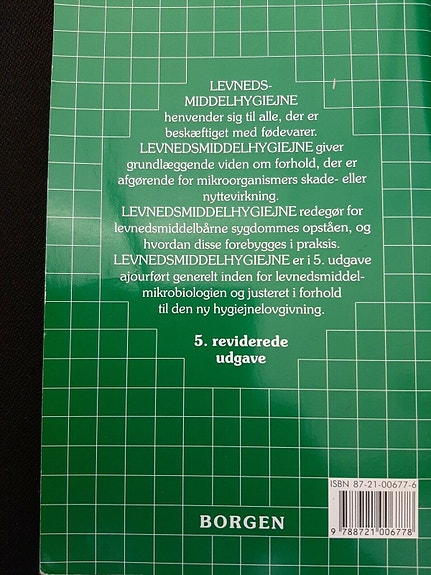 LEVNEDS-
MIDDELHYGIEJNE
henvender sig til alle, der er
beskæftiget med fødevarer.
LEVNEDSMIDDELHYGIEJNE giver
grundlæggende viden om forhold, der er
afgørende for mikroorganismers skade- eller
nyttevirkning.
LEVNEDSMIDDELHYGIEJNE redegør for
levnedsmiddelbårne sygdommes opståen, og
hvordan disse forebygges i praksis.
LEVNEDSMIDDELHYGIEJNE er i 5. udgave
ajourført generelt inden for levnedsmiddel-
mikrobiologien og justeret i forhold
til den ny hygiejnelovgivning.
5. reviderede
udgave
ISBN 87-21-00677-6
BORGEN
9 788721 006778